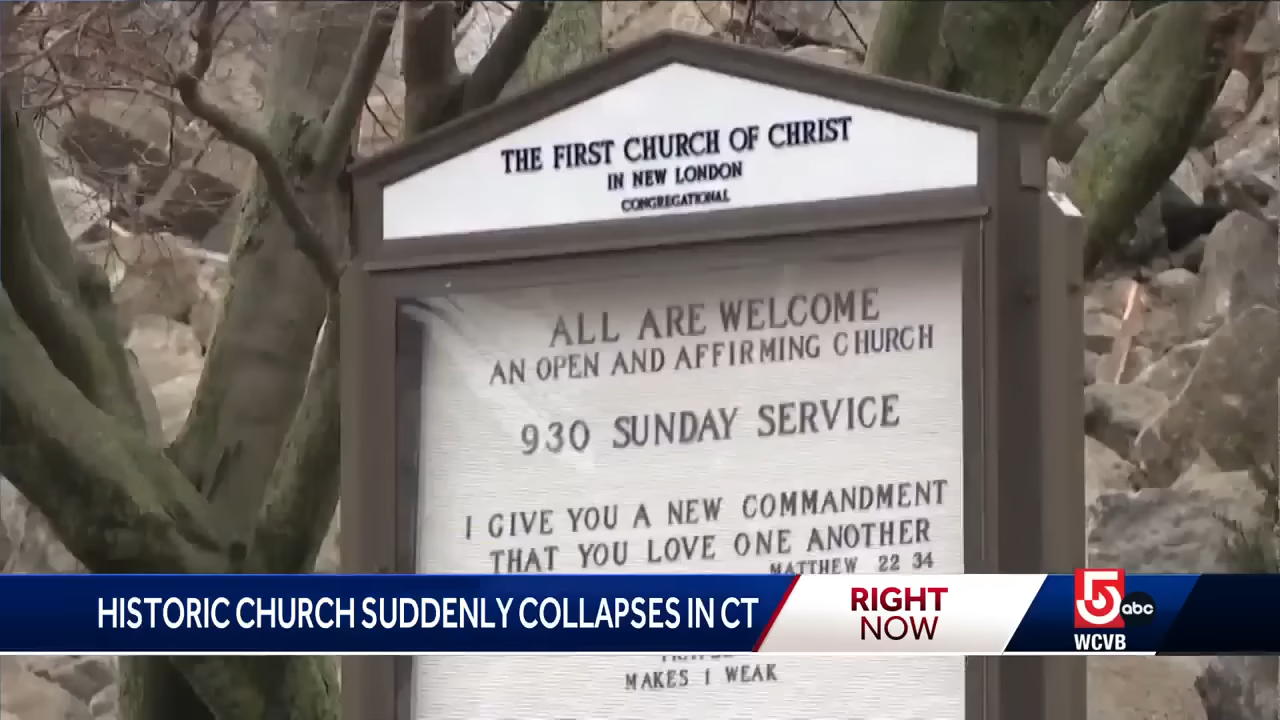 THE FIRST CHURCH OF CHRIST
IN NEW LONDON
CONGREGATIONAL
ALL ARE WELCOME
AN OPEN AND AFFIRMING CHURCH
930 SUNDAY SERVICE
I GIVE YOU A NEW COMMANDMENT
THAT YOU LOVE ONE ANOTHER
MATTHEW 22 34
HISTORIC CHURCH SUDDENLY COLLAPSES IN CT
RIGHT
NOW
5 abc
WCVB
MAKES 1 WEAK